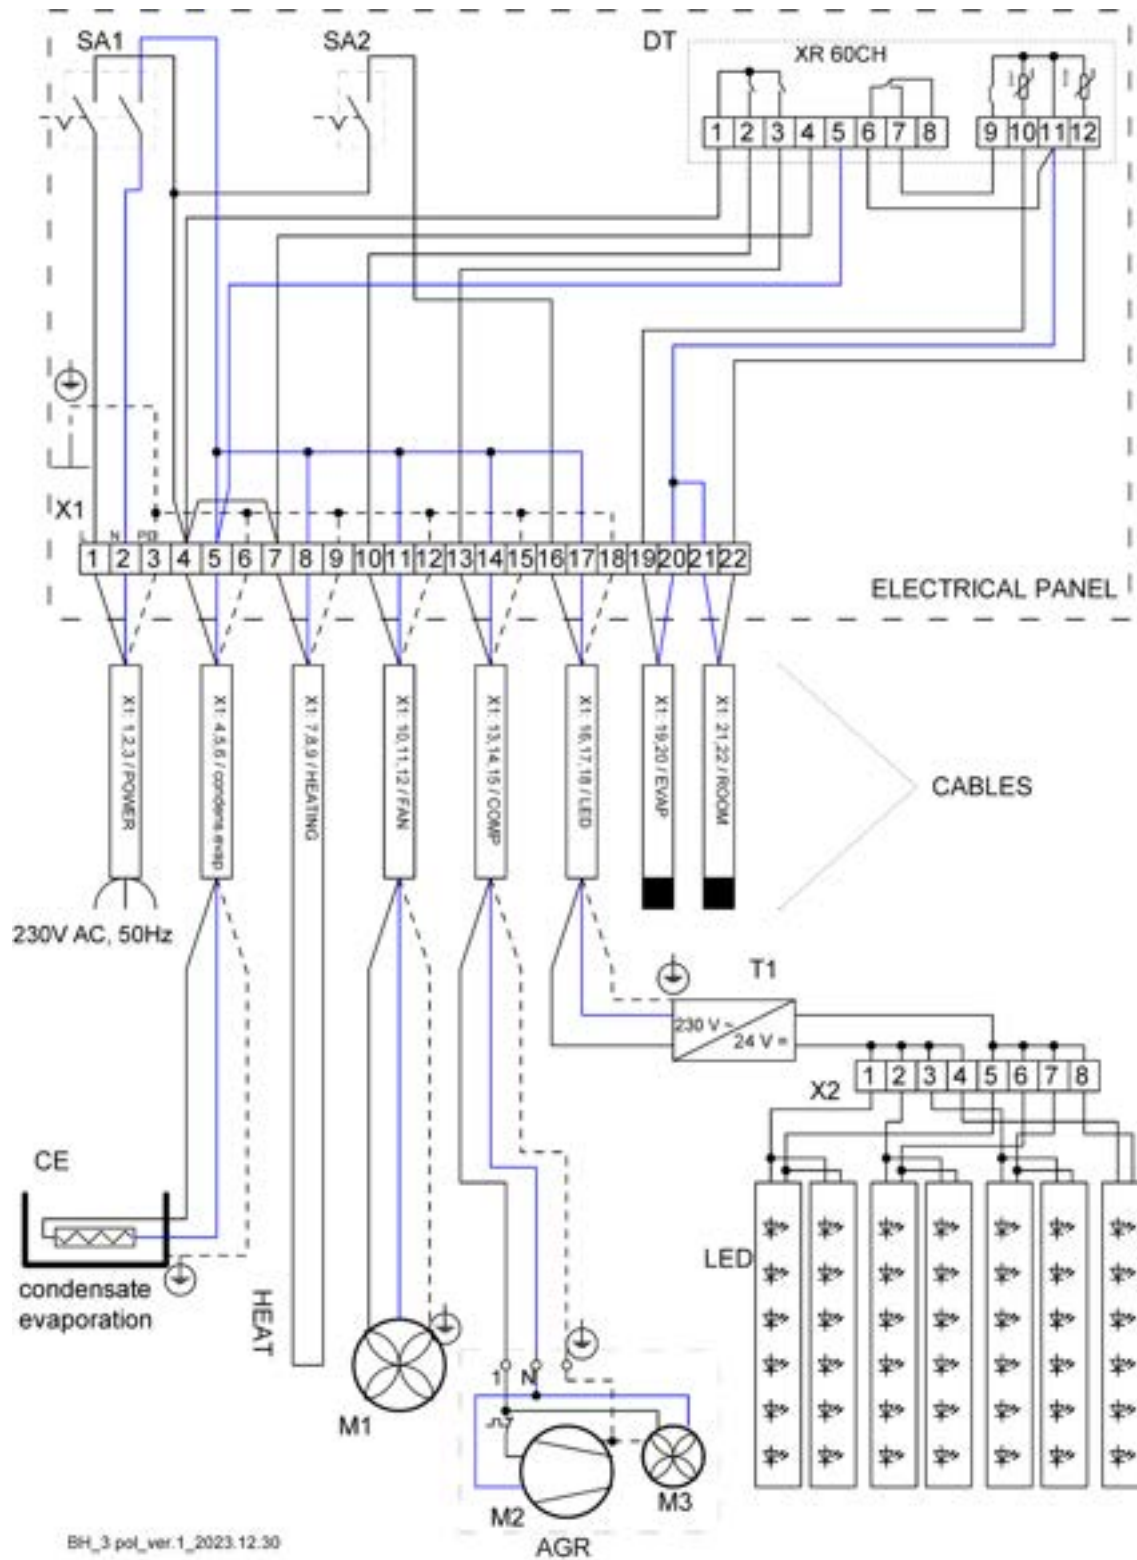 SA1 SA2 DT
XR 60CH
1 2 3 4 5 6 7 8 9 10 11 12
X1
N
1 2 3 4 5 6 7 8 9 10 11 12 13 14 15 16 17 18 19 20 21 22
ELECTRICAL PANEL
X1: 1,2,3 / POWER
X1: 4,5,6 / condens.evap
X1: 7,8,9 / HEATING
X1: 10,11,12 / FAN
X1: 13,14,15 / COMP
X1: 16,17,18 / LED
X1: 19,20 / EVAP
X1: 21,22 / ROOM
CABLES
230V AC, 50Hz
T1
230 V ~
24 V =
X2
1 2 3 4 5 6 7 8
CE
condensate
evaporation
HEAT
LED
M1
1 N
M2
M3
AGR
BH_3 pol_ver.1_2023.12.30